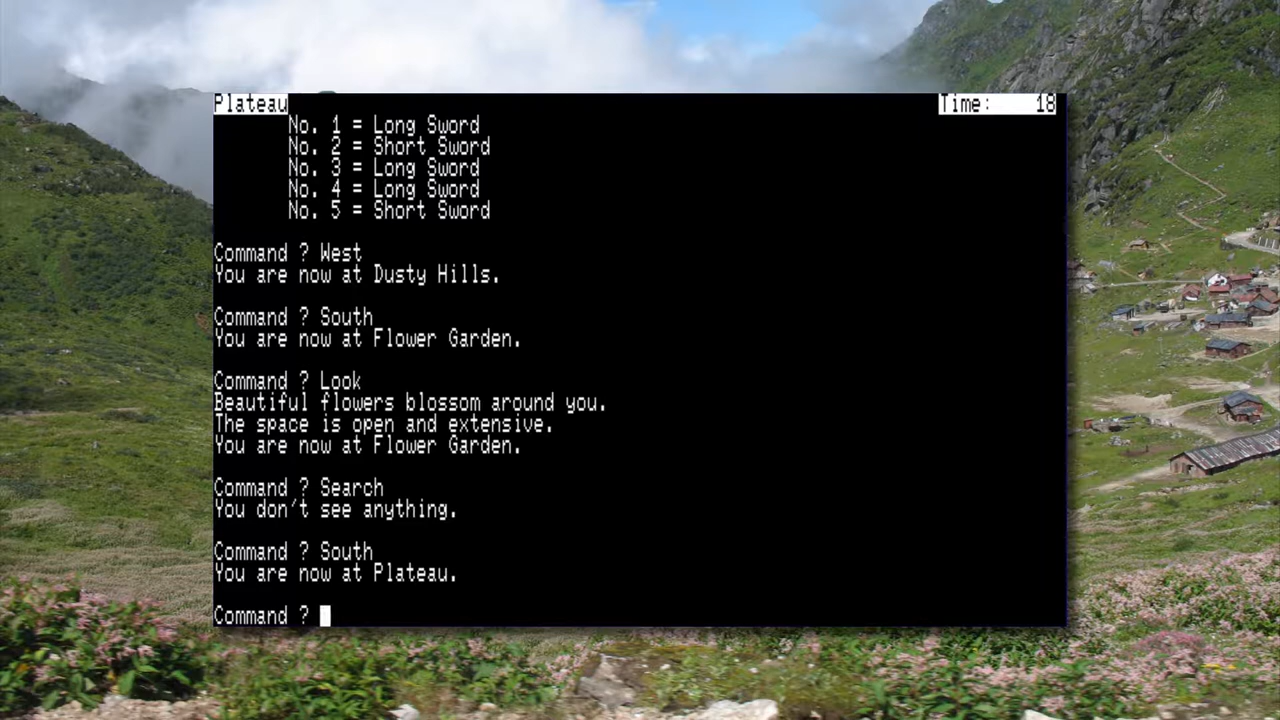 Plateau Time: 18
No. 1 = Long Sword
No. 2 = Short Sword
No. 3 = Long Sword
No. 4 = Long Sword
No. 5 = Short Sword
Command ? West
You are now at Dusty Hills.
Command ? South
You are now at Flower Garden.
Command ? Look
Beautiful flowers blossom around you.
The space is open and extensive.
You are now at Flower Garden.
Command ? Search
You don't see anything.
Command ? South
You are now at Plateau.
Command ?